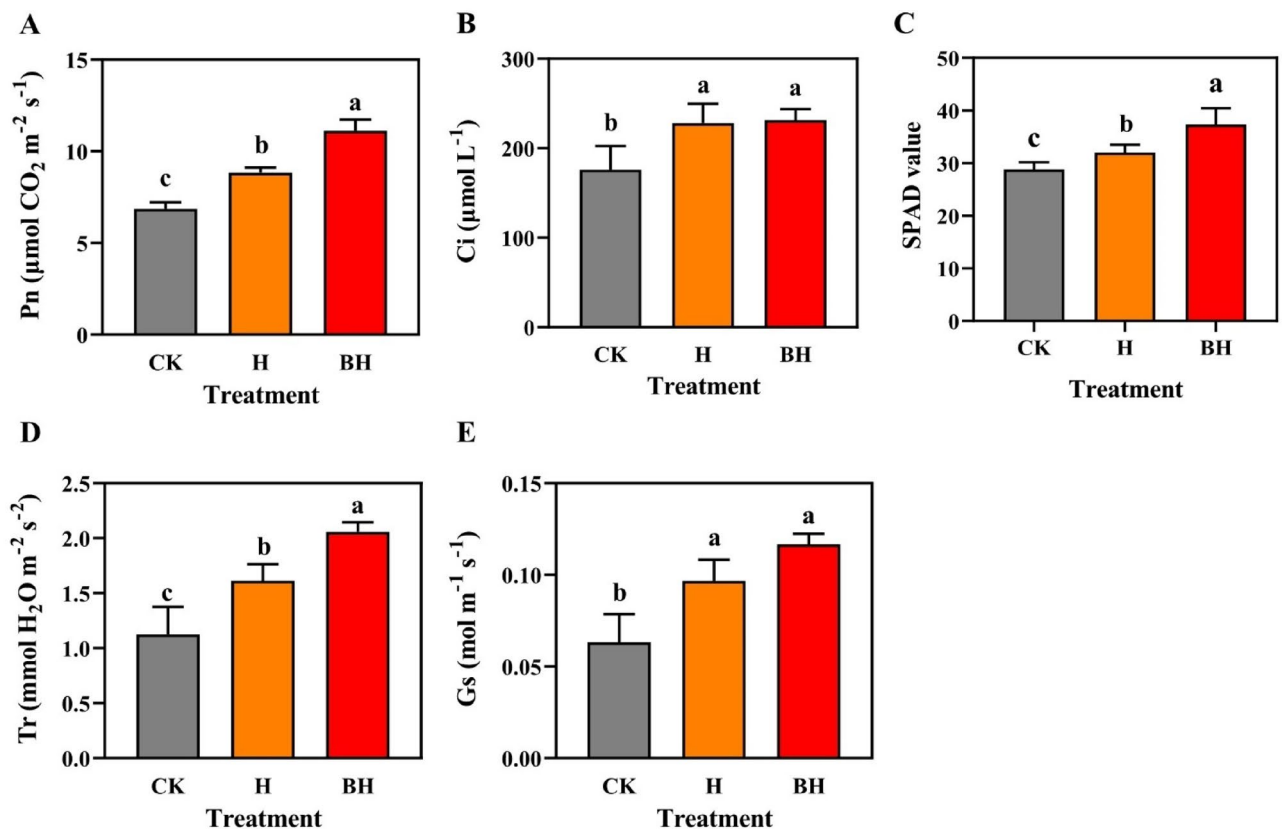 A
Pn (µmol CO₂ m⁻² s⁻¹)
15
10
5
0
c
b
a
CK H BH
Treatment
B
Ci (µmol L⁻¹)
300
200
100
0
b
a
a
CK H BH
Treatment
C
SPAD value
50
40
30
20
10
0
c
b
a
CK H BH
Treatment
D
Tr (mmol H₂O m⁻² s⁻²)
2.5
2.0
1.5
1.0
0.5
0.0
c
b
a
CK H BH
Treatment
E
Gs (mol m⁻¹ s⁻¹)
0.15
0.10
0.05
0.00
b
a
a
CK H BH
Treatment